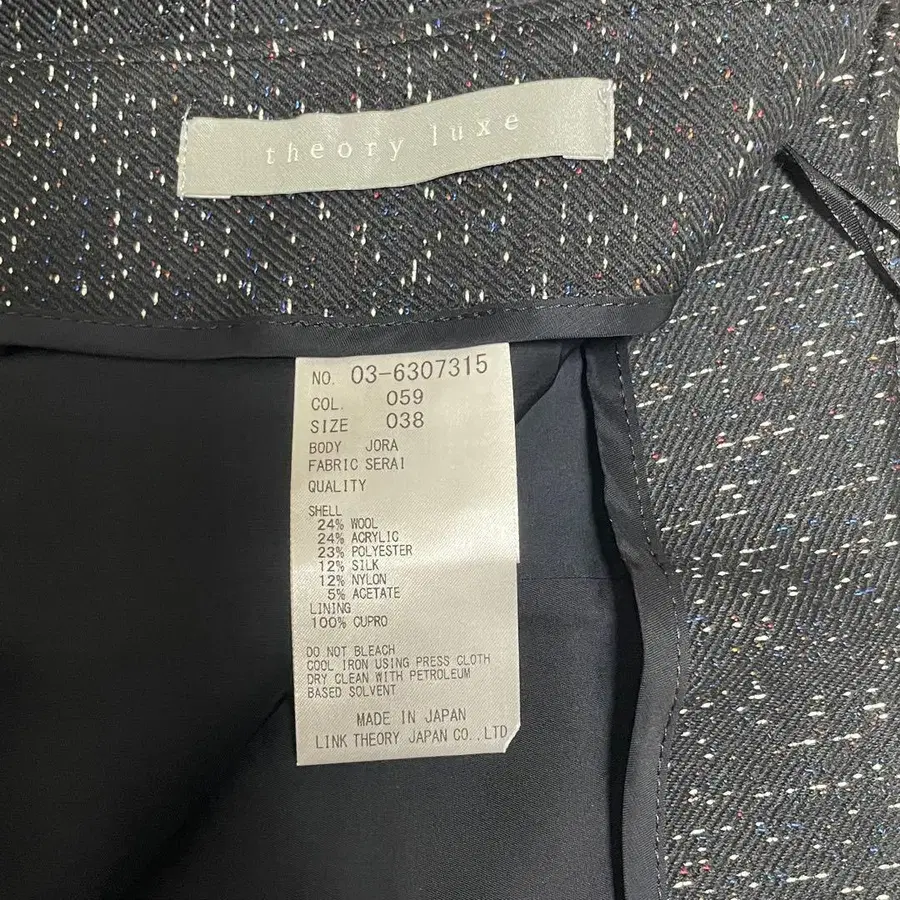 theory luxe
NO. 03-6307315
COL. 059
SIZE 038
BODY JORA
FABRIC SERAI
QUALITY
SHELL
24% WOOL
24% ACRYLIC
23% POLYESTER
12% SILK
12% NYLON
5% ACETATE
LINING
100% CUPRO
DO NOT BLEACH
COOL IRON USING PRESS CLOTH
DRY CLEAN WITH PETROLEUM
BASED SOLVENT
MADE IN JAPAN
LINK THEORY JAPAN CO., LTD